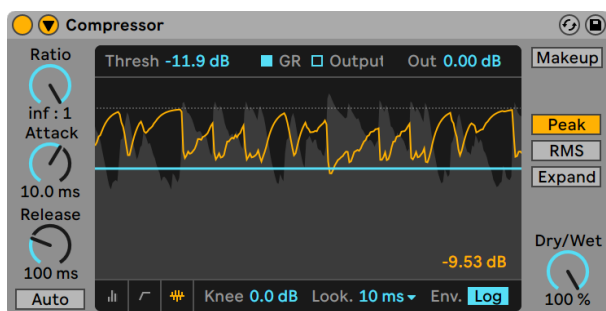 Compressor
Ratio
inf : 1
Attack
10.0 ms
Release
100 ms
Auto
Thresh -11.9 dB GR Output Out 0.00 dB
-9.53 dB
Knee 0.0 dB Look. 10 ms Env. Log
Makeup
Peak
RMS
Expand
Dry/Wet
100 %